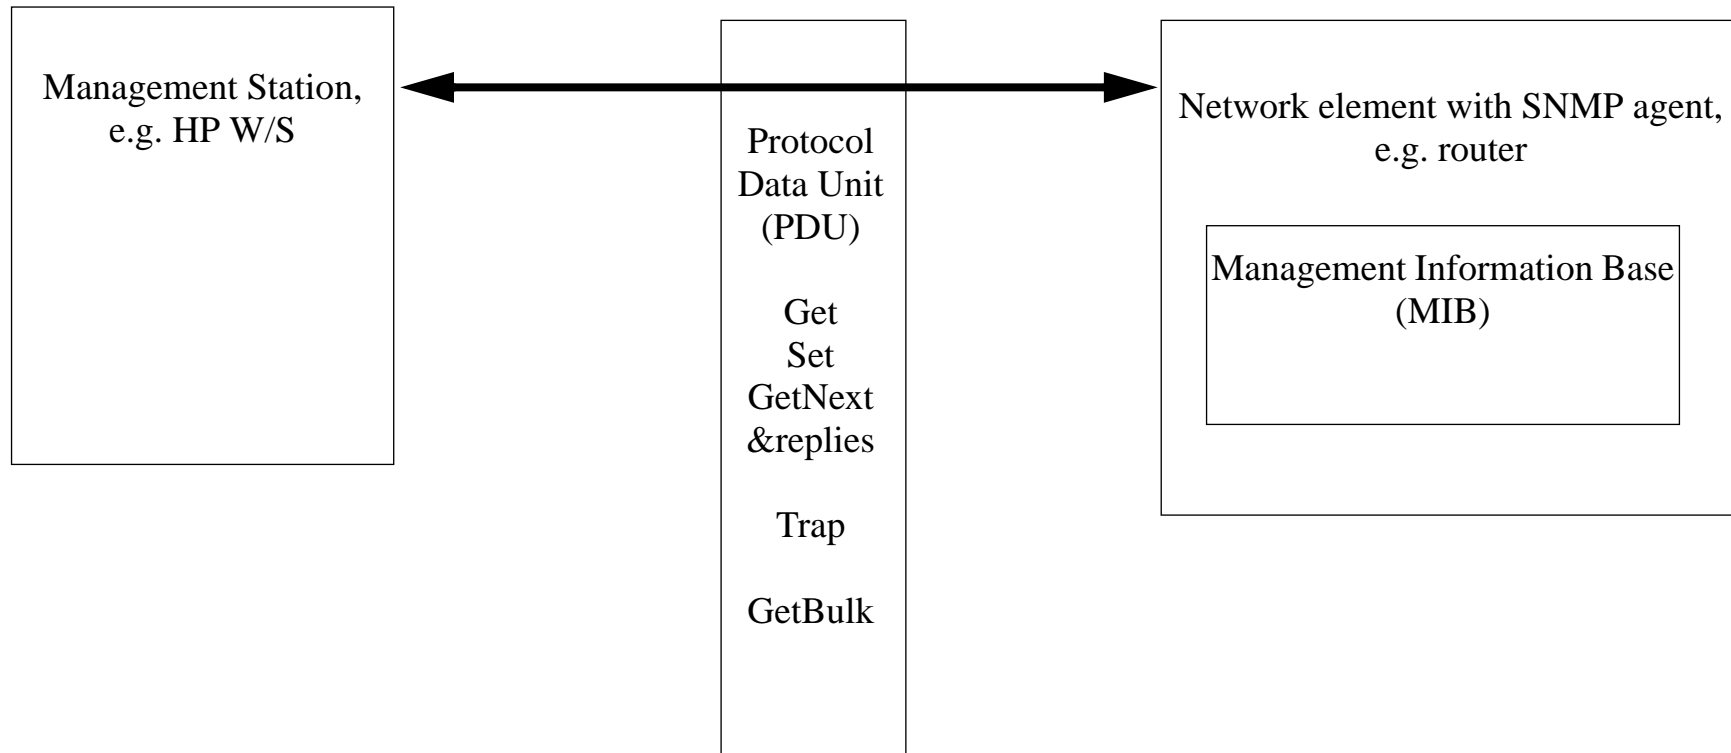 Management Station,
e.g. HP W/S
Protocol
Data Unit
(PDU)
Get
Set
GetNext
&replies
Trap
GetBulk
Network element with SNMP agent,
e.g. router
Management Information Base
(MIB)